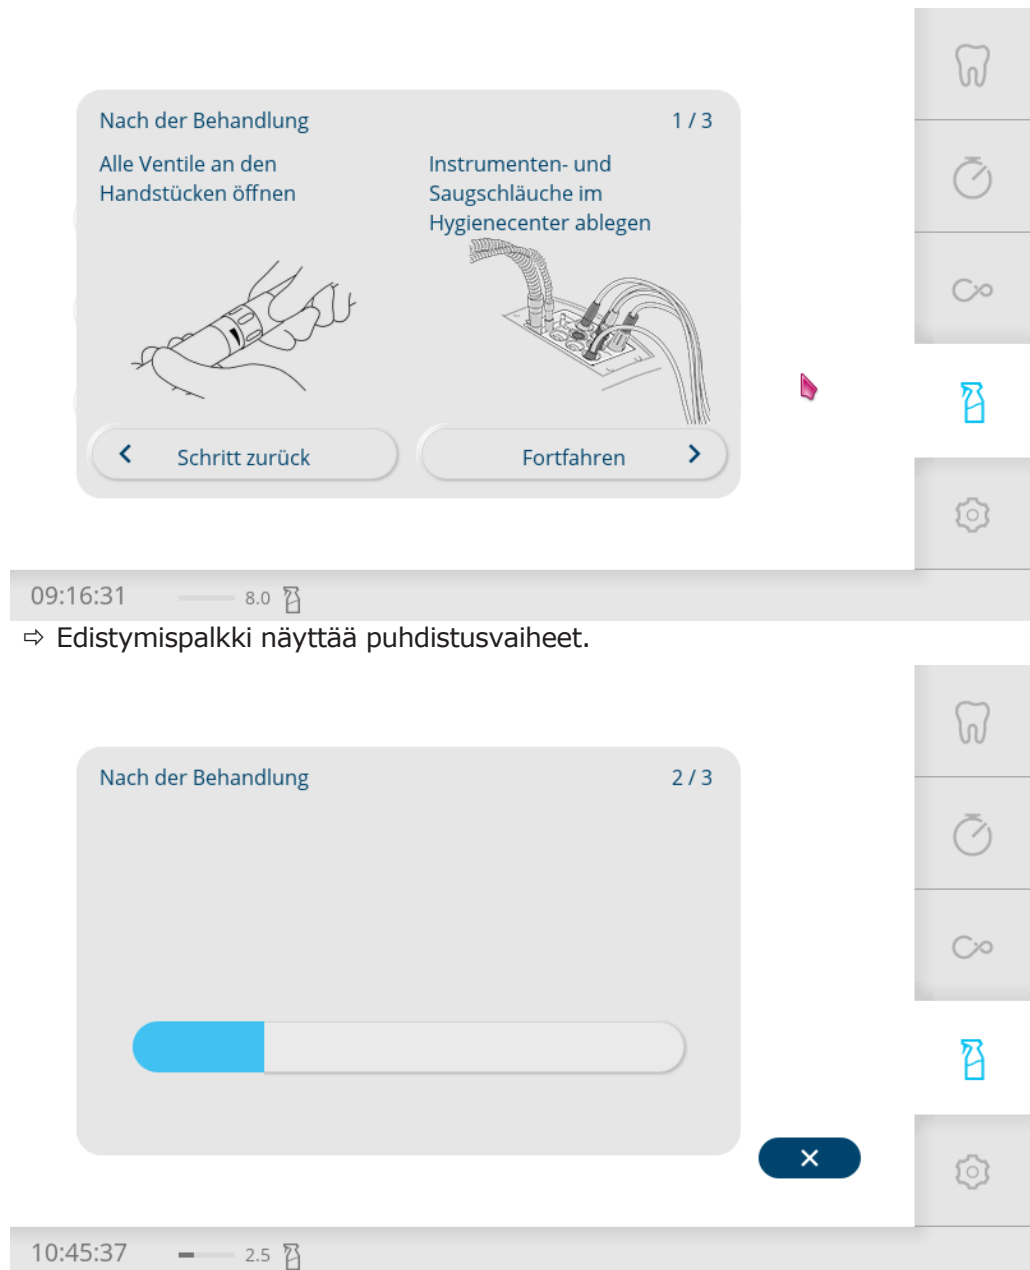 Nach der Behandlung 1 / 3
Alle Ventile an den
Handstücken öffnen
Instrumenten- und
Saugschläuche im
Hygienecenter ablegen
Schritt zurück
Fortfahren
09:16:31 8.0
⇨ Edistymispalkki näyttää puhdistusvaiheet.
Nach der Behandlung 2 / 3
10:45:37 2.5